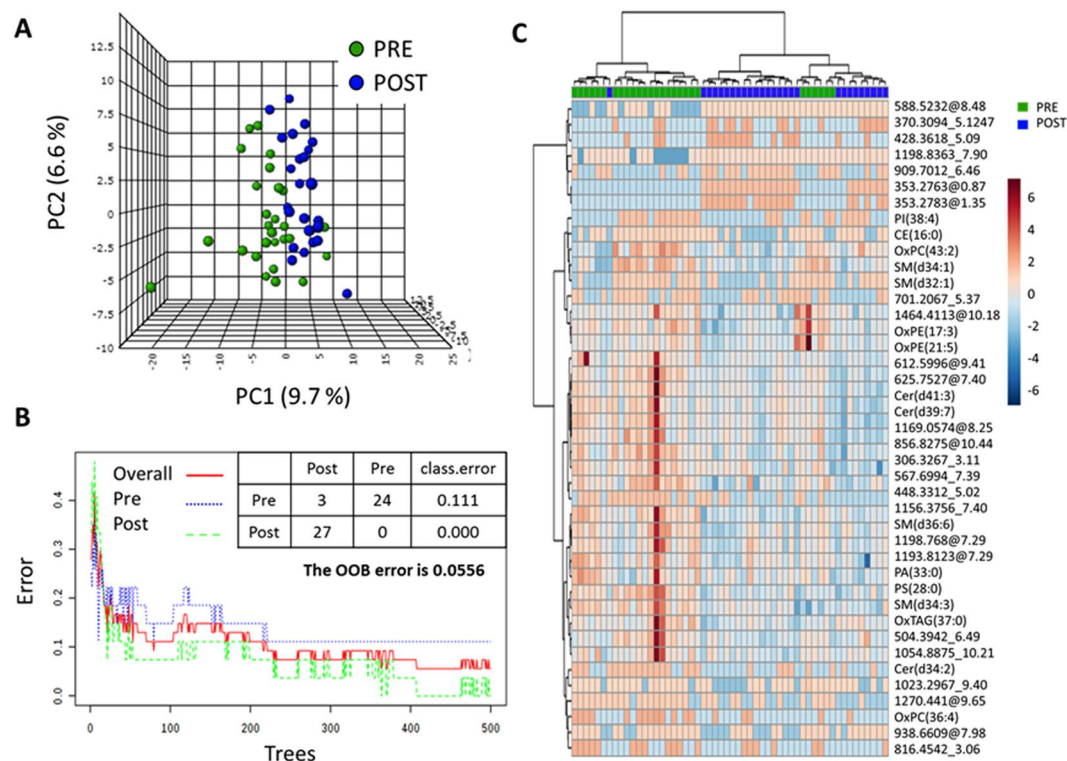 A
PRE
POST
12.5
10
7.5
5
2.5
0
-2.5
-5
-7.5
-10
PC2 (6.6 %)
-20
-15
-10
-5
0
5
10
15
20
25
PC1 (9.7 %)
B
Overall
Pre
Post
Post Pre class.error
Pre 3 24 0.111
Post 27 0 0.000
The OOB error is 0.0556
Error
0.4
0.3
0.2
0.1
0.0
0 100 200 300 400 500
Trees
C
PRE
POST
6
4
2
0
-2
-4
-6
588.5232@8.48
370.3094_5.1247
428.3618_5.09
1198.8363_7.90
909.7012_6.46
353.2763@0.87
353.2783@1.35
PI(38:4)
CE(16:0)
OxPC(43:2)
SM(d34:1)
SM(d32:1)
701.2067_5.37
1464.4113@10.18
OxPE(17:3)
OxPE(21:5)
612.5996@9.41
625.7527@7.40
Cer(d41:3)
Cer(d39:7)
1169.0574@8.25
856.8275@10.44
306.3267_3.11
567.6994_7.39
448.3312_5.02
1156.3756_7.40
SM(d36:6)
1198.768@7.29
1193.8123@7.29
PA(33:0)
PS(28:0)
SM(d34:3)
OxTAG(37:0)
504.3942_6.49
1054.8875_10.21
Cer(d34:2)
1023.2967_9.40
1270.441@9.65
OxPC(36:4)
938.6609@7.98
816.4542_3.06